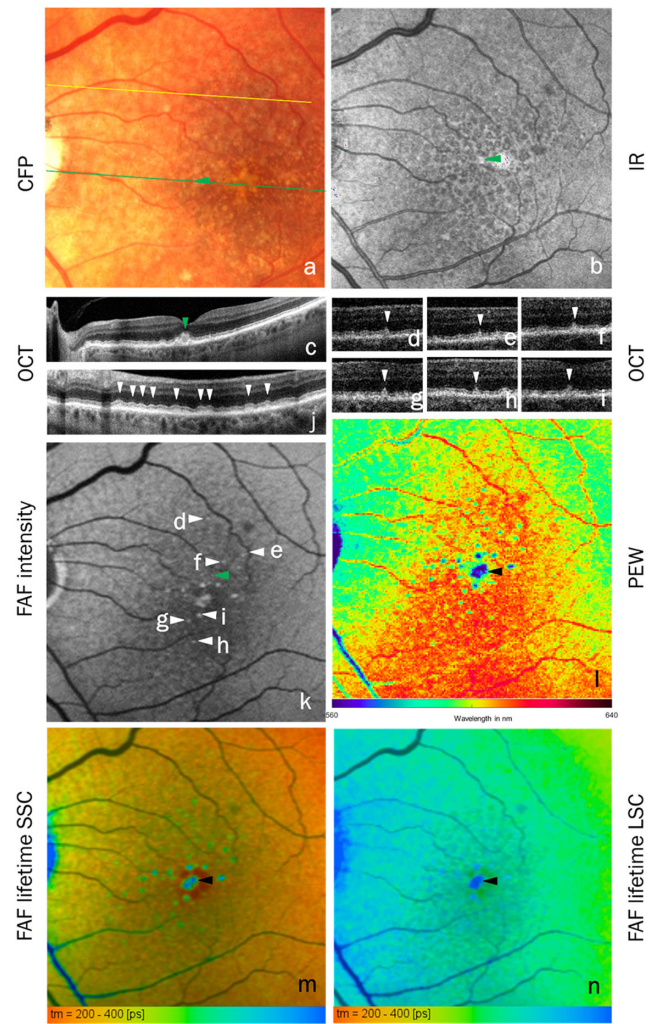 CFP
a
IR
b
OCT
c
d
e
f
j
g
h
i
OCT
FAF intensity
d
e
f
g
i
h
k
PEW
l
560
640
Wavelength in nm
FAF lifetime SSC
m
tm = 200 - 400 [ps]
n
tm = 200 - 400 [ps]
FAF lifetime LSC